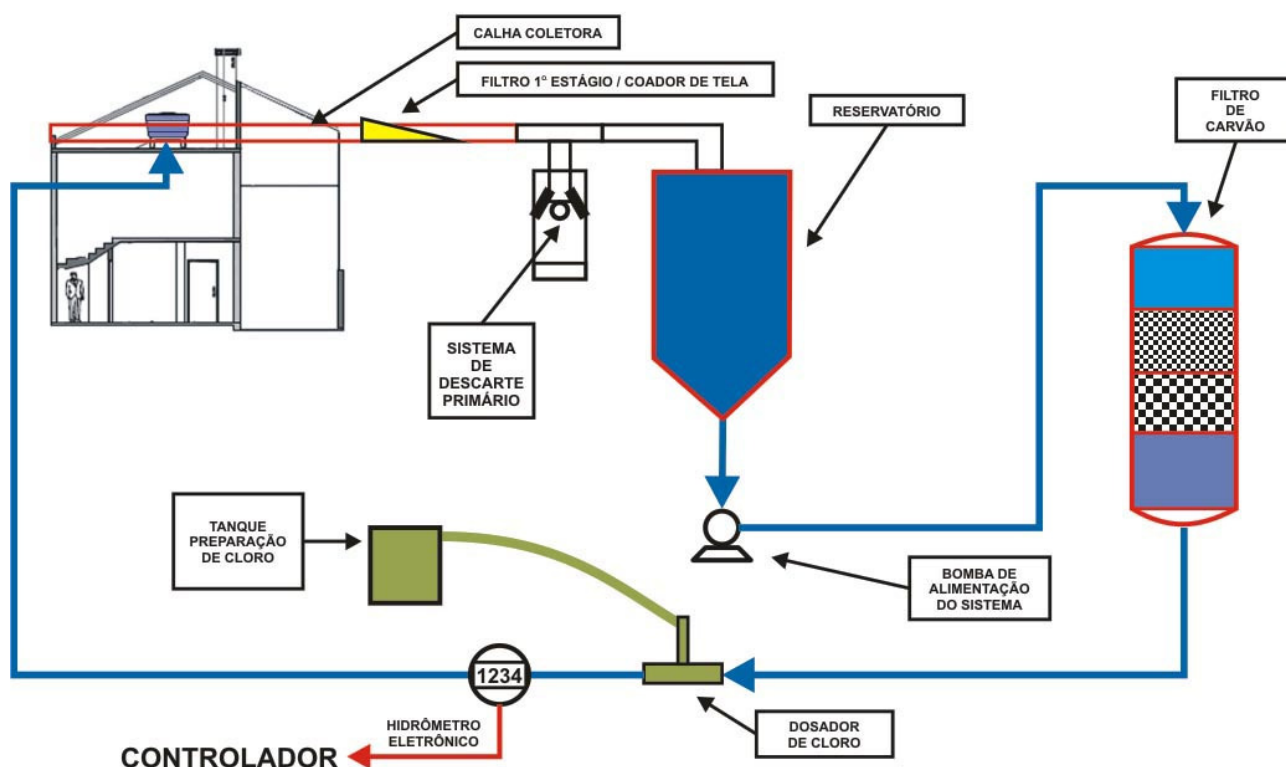 CALHA COLETORA
FILTRO 1° ESTÁGIO / COADOR DE TELA
RESERVATÓRIO
FILTRO
DE
CARVÃO
SISTEMA
DE
DESCARTE
PRIMÁRIO
TANQUE
PREPARAÇÃO
DE CLORO
BOMBA DE
ALIMENTAÇÃO
DO SISTEMA
1234
HIDRÔMETRO
ELETRÔNICO
DOSADOR
DE CLORO
CONTROLADOR